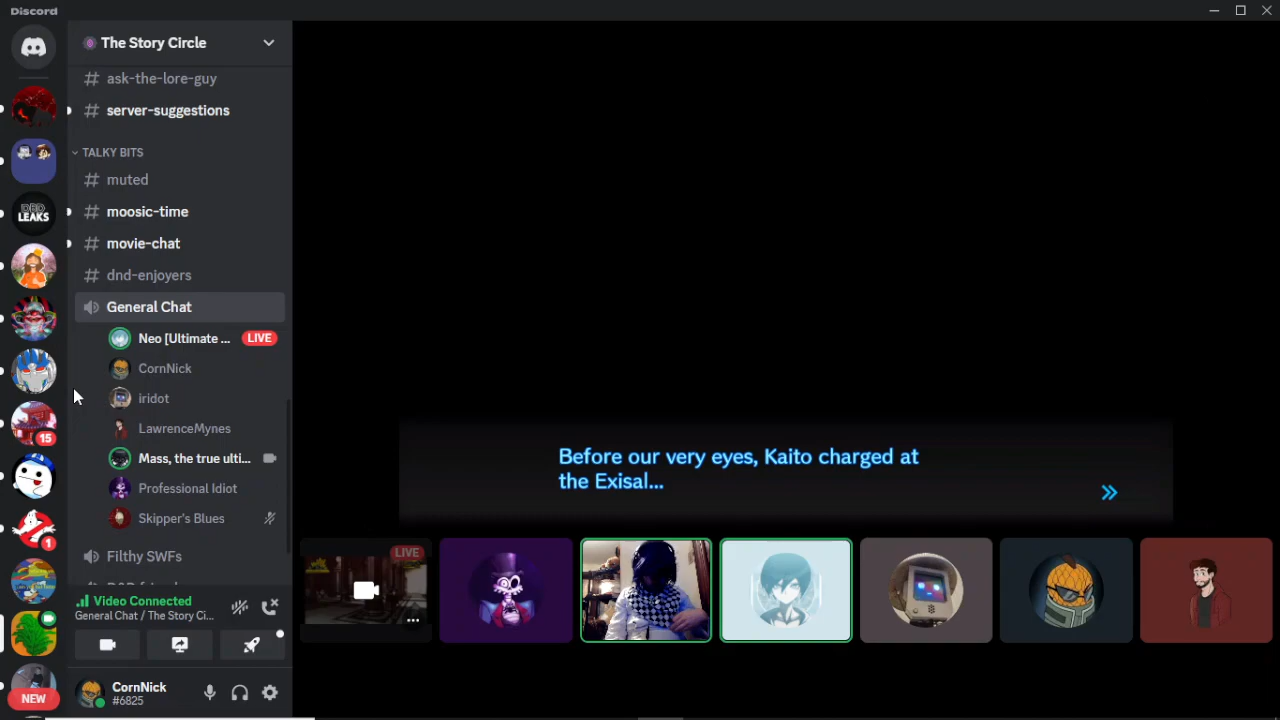 Discord
The Story Circle
# ask-the-lore-guy
# server-suggestions
TALKY BITS
# muted
# moosic-time
# movie-chat
# dnd-enjoyers
General Chat
Neo [Ultimate ... LIVE
CornNick
iridot
LawrenceMynes
Mass, the true ulti...
Professional Idiot
Skipper's Blues
Filthy SWFs
Video Connected
General Chat / The Story Ci...
CornNick
#6825
DBD
LEAKS
15
1
NEW
Before our very eyes, Kaito charged at
the Exisal...
LIVE